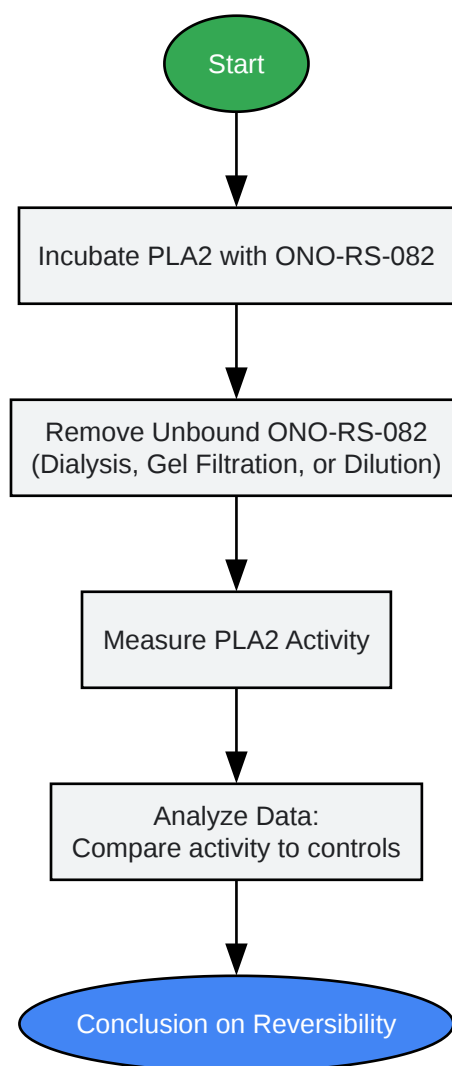 Start
Incubate PLA2 with ONO-RS-082
Remove Unbound ONO-RS-082
(Dialysis, Gel Filtration, or Dilution)
Measure PLA2 Activity
Analyze Data:
Compare activity to controls
Conclusion on Reversibility